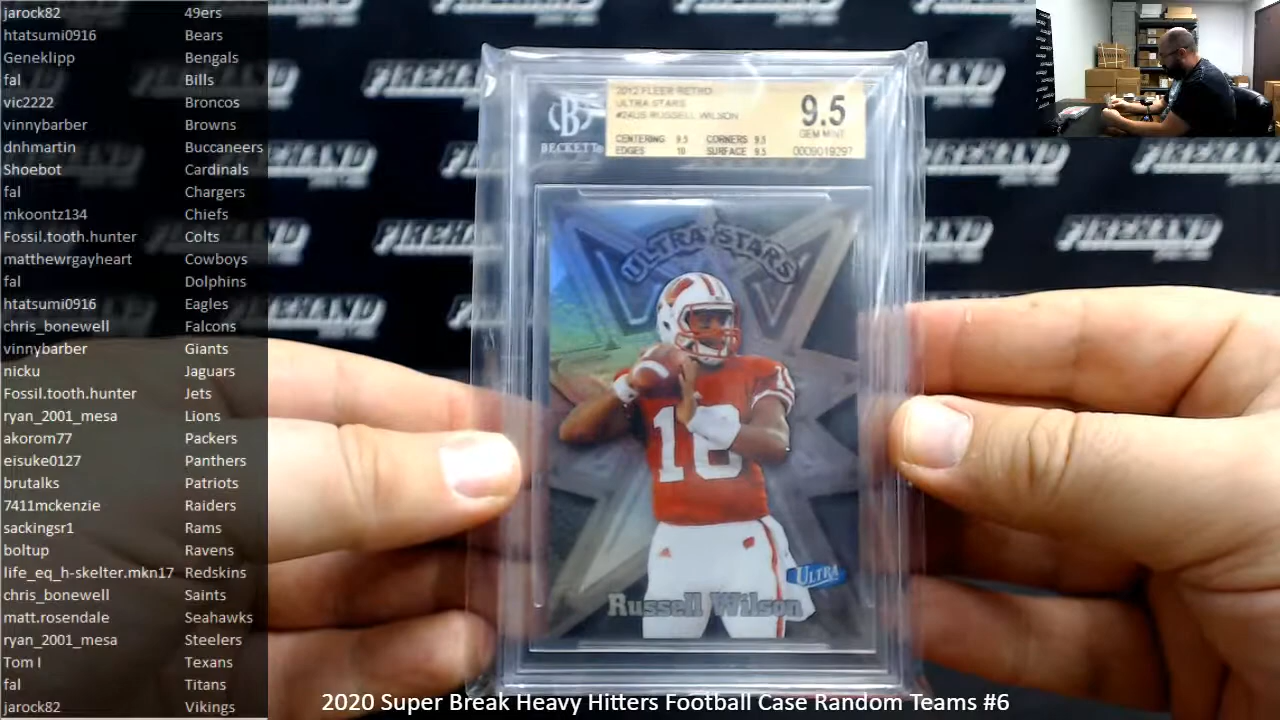 jarock82 49ers
htatsumi0916 Bears
Geneklipp Bengals
fal Bills
vic2222 Broncos
vinnybarber Browns
dnhmartin Buccaneers
Shoebot Cardinals
fal Chargers
mkoontz134 Chiefs
Fossil.tooth.hunter Colts
matthewrgayheart Cowboys
fal Dolphins
htatsumi0916 Eagles
chris_bonewell Falcons
vinnybarber Giants
nicku Jaguars
Fossil.tooth.hunter Jets
ryan_2001_mesa Lions
akorom77 Packers
eisuke0127 Panthers
brutalks Patriots
7411mckenzie Raiders
sackingsr1 Rams
boltup Ravens
life_eq_h-skelter.mkn17 Redskins
chris_bonewell Saints
matt.rosendale Seahawks
ryan_2001_mesa Steelers
Tom I Texans
fal Titans
jarock82 Vikings
FIREHAND
B
BECKETT
2012 FLEER RETRO
ULTRA STARS
#24US RUSSELL WILSON
CENTERING 9.5 CORNERS 9.5
EDGES 10 SURFACE 9.5
9.5
GEM MINT
0009019297
ULTRA STARS
16
ULTRA
Russell Wilson
2020 Super Break Heavy Hitters Football Case Random Teams #6